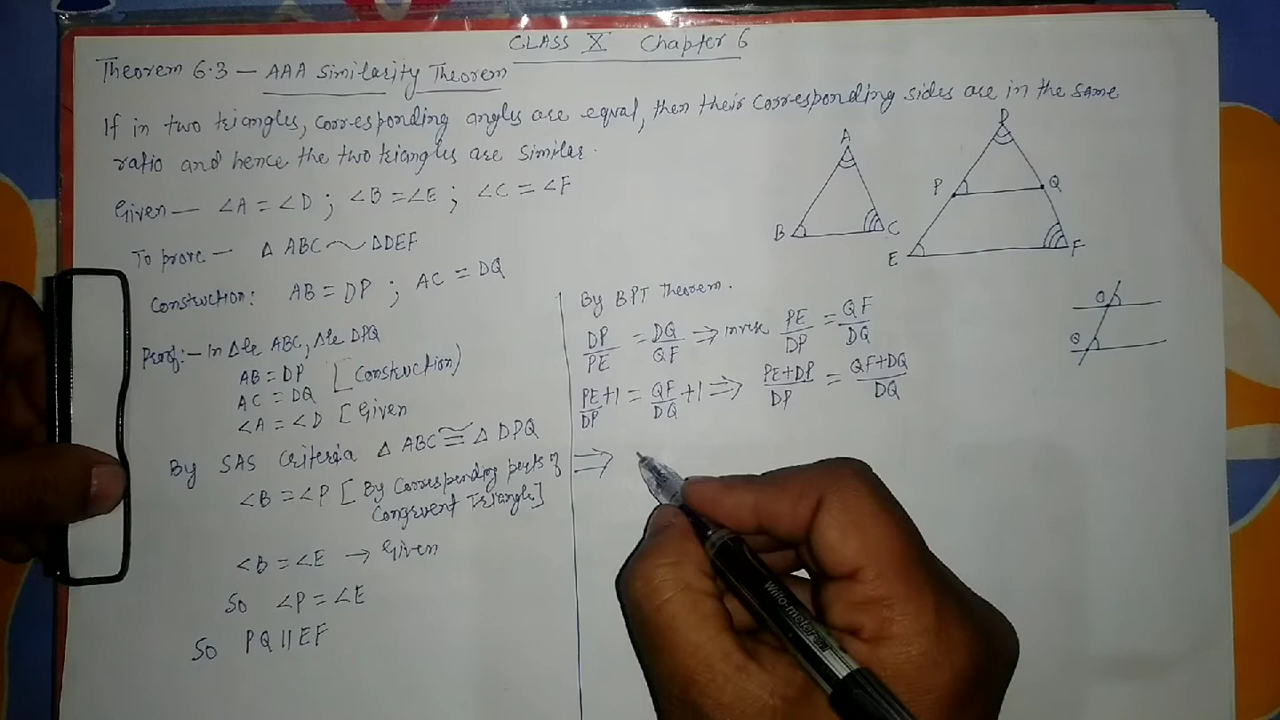 CLASS X Chapter 6
Theorem 6.3 — AAA Similarity Theorem
If in two triangles, corresponding angles are equal, then their corresponding sides are in the same
ratio and hence the two triangles are similar.
Given — ∠A = ∠D ; ∠B = ∠E ; ∠C = ∠F
To prove — Δ ABC ~ ΔDEF
Construction: AB = DP ; AC = DQ
Proof:- In Δle ABC, Δle DPQ
AB = DP [Construction)
AC = DQ
∠A = ∠D [Given
By SAS Criteria Δ ABC ≅ Δ DPQ
∠B = ∠P [By Corresponding parts of
Congruent Triangle]
∠B = ∠E → Given
So ∠P = ∠E
So PQ || EF
By BPT Theorem.
DP/PE = DQ/QF ⇒ PE/DP = QF/DQ
PE/DP + 1 = QF/DQ + 1 ⇒ PE+DP/DP = QF+DQ/DQ
⇒
A
B C
D
P Q
E F
Q
Wilo-meter